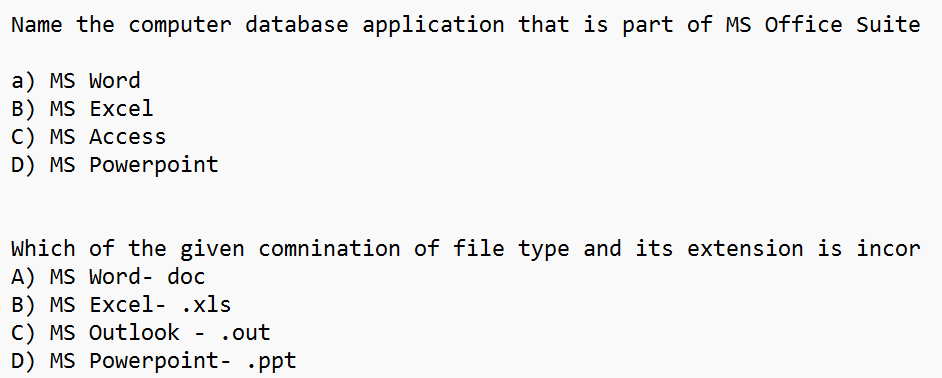 Name the computer database application that is part of MS Office Suite
a) MS Word
B) MS Excel
C) MS Access
D) MS Powerpoint
Which of the given comnination of file type and its extension is incor
A) MS Word- doc
B) MS Excel- .xls
C) MS Outlook - .out
D) MS Powerpoint- .ppt